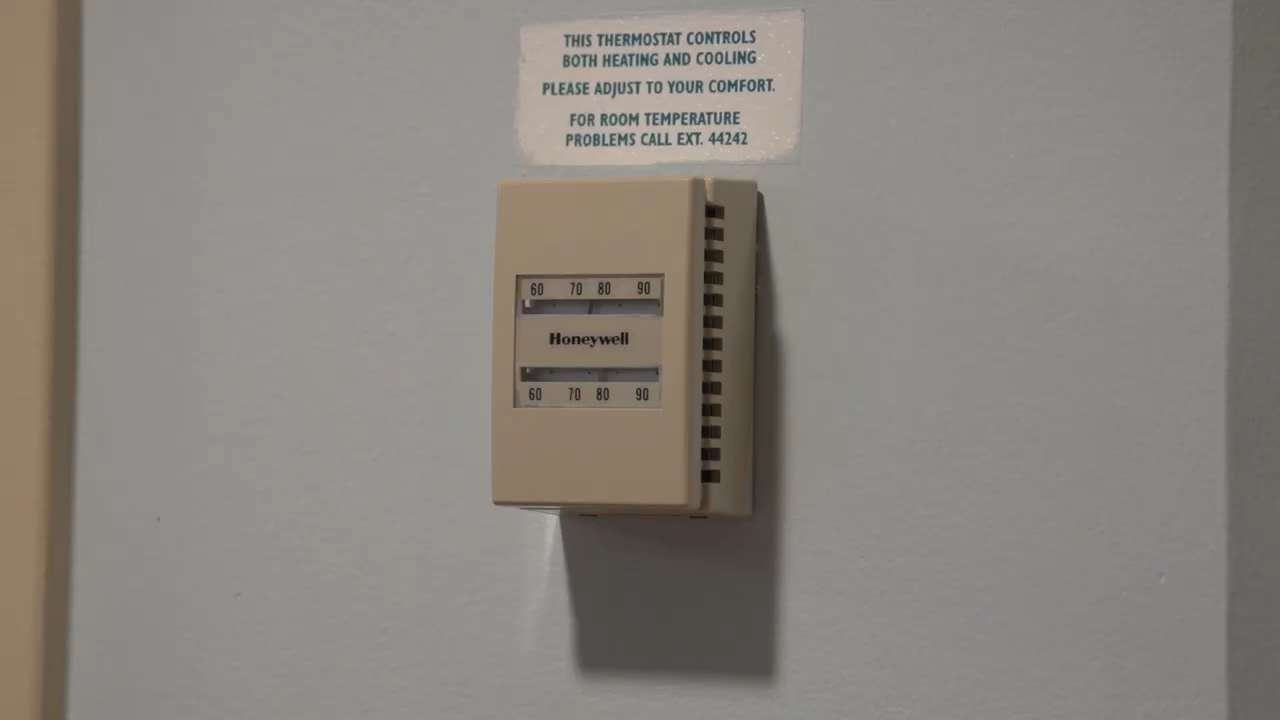 THIS THERMOSTAT CONTROLS
BOTH HEATING AND COOLING
PLEASE ADJUST TO YOUR COMFORT.
FOR ROOM TEMPERATURE
PROBLEMS CALL EXT. 44242
60 70 80 90
Honeywell
60 70 80 90